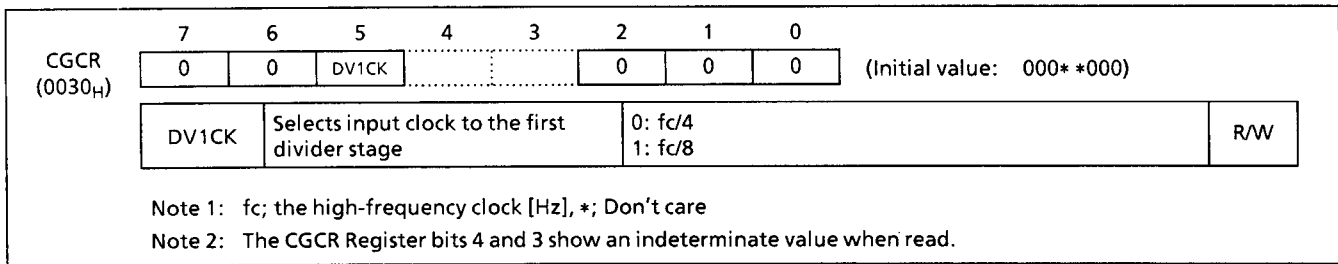 7 6 5 4 3 2 1 0
CGCR (0030H) 0 0 DV1CK 0 0 0 (Initial value: 000* *000)
DV1CK Selects input clock to the first divider stage 0: fc/4 1: fc/8 R/W
Note 1: fc; the high-frequency clock [Hz], *; Don't care
Note 2: The CGCR Register bits 4 and 3 show an indeterminate value when read.